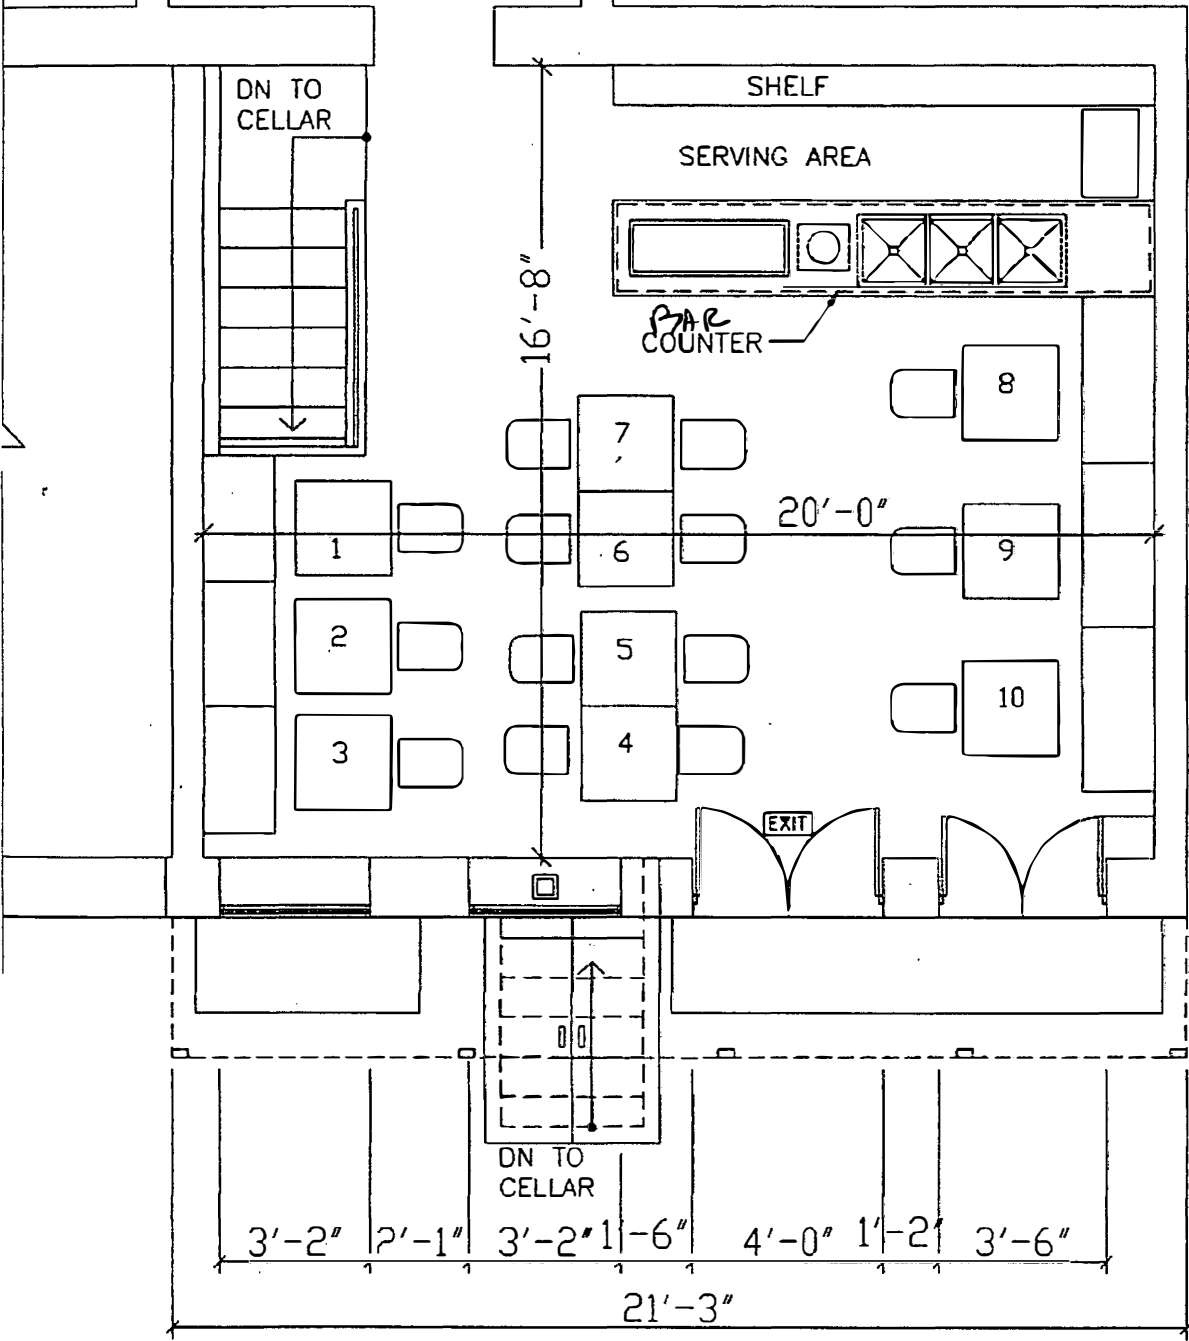 DN TO
CELLAR
SHELF
SERVING AREA
16'-8"
BAR
COUNTER
8
7
20'-0"
1
6
9
2
5
10
3
4
EXIT
DN TO
CELLAR
3'-2" 2'-1" 3'-2" 1'-6" 4'-0" 1'-2" 3'-6"
21'-3"